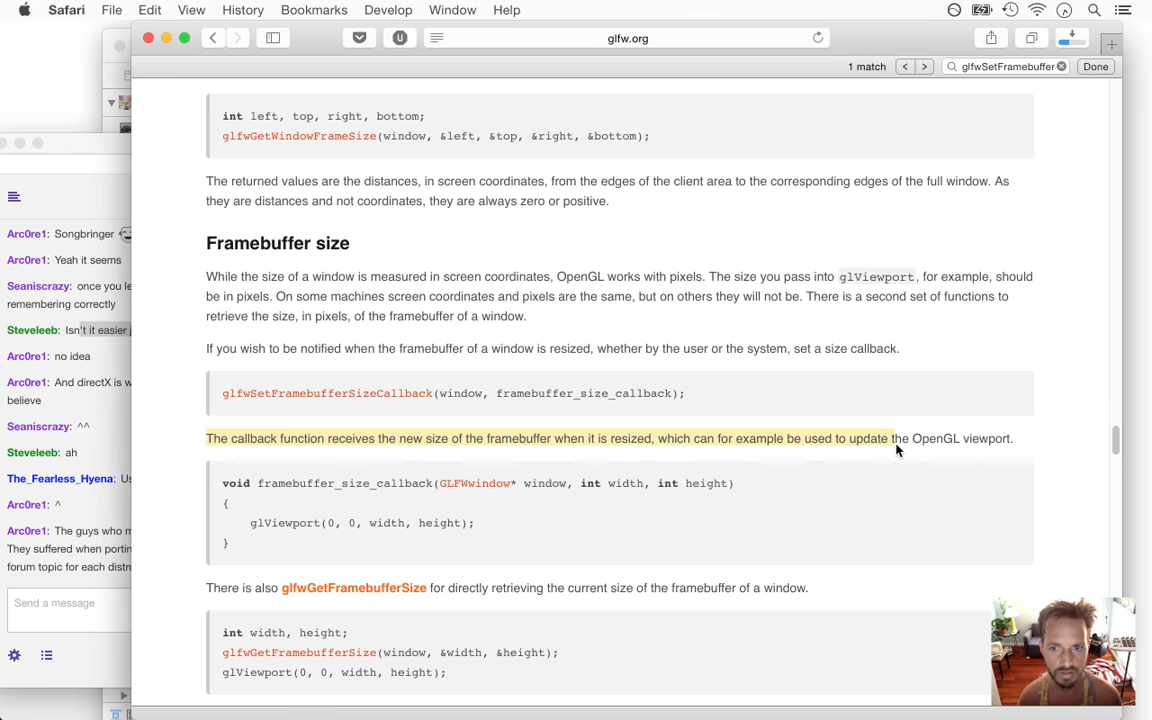 Safari File Edit View History Bookmarks Develop Window Help
glfw.org
1 match glfwSetFramebuffer Done
int left, top, right, bottom;
glfwGetWindowFrameSize(window, &left, &top, &right, &bottom);
The returned values are the distances, in screen coordinates, from the edges of the client area to the corresponding edges of the full window. As
they are distances and not coordinates, they are always zero or positive.
Framebuffer size
While the size of a window is measured in screen coordinates, OpenGL works with pixels. The size you pass into glViewport, for example, should
be in pixels. On some machines screen coordinates and pixels are the same, but on others they will not be. There is a second set of functions to
retrieve the size, in pixels, of the framebuffer of a window.
If you wish to be notified when the framebuffer of a window is resized, whether by the user or the system, set a size callback.
glfwSetFramebufferSizeCallback(window, framebuffer_size_callback);
The callback function receives the new size of the framebuffer when it is resized, which can for example be used to update the OpenGL viewport.
void framebuffer_size_callback(GLFWwindow* window, int width, int height)
{
glViewport(0, 0, width, height);
}
There is also glfwGetFramebufferSize for directly retrieving the current size of the framebuffer of a window.
int width, height;
glfwGetFramebufferSize(window, &width, &height);
glViewport(0, 0, width, height);
Arc0re1: Songbringer
Arc0re1: Yeah it seems
Seaniscrazy: once you le
remembering correctly
Steveleeb: Isn't it easier j
Arc0re1: no idea
Arc0re1: And directX is w
believe
Seaniscrazy: ^^
Steveleeb: ah
The_Fearless_Hyena: Us
Arc0re1: ^
Arc0re1: The guys who m
They suffered when portin
forum topic for each distro
Send a message